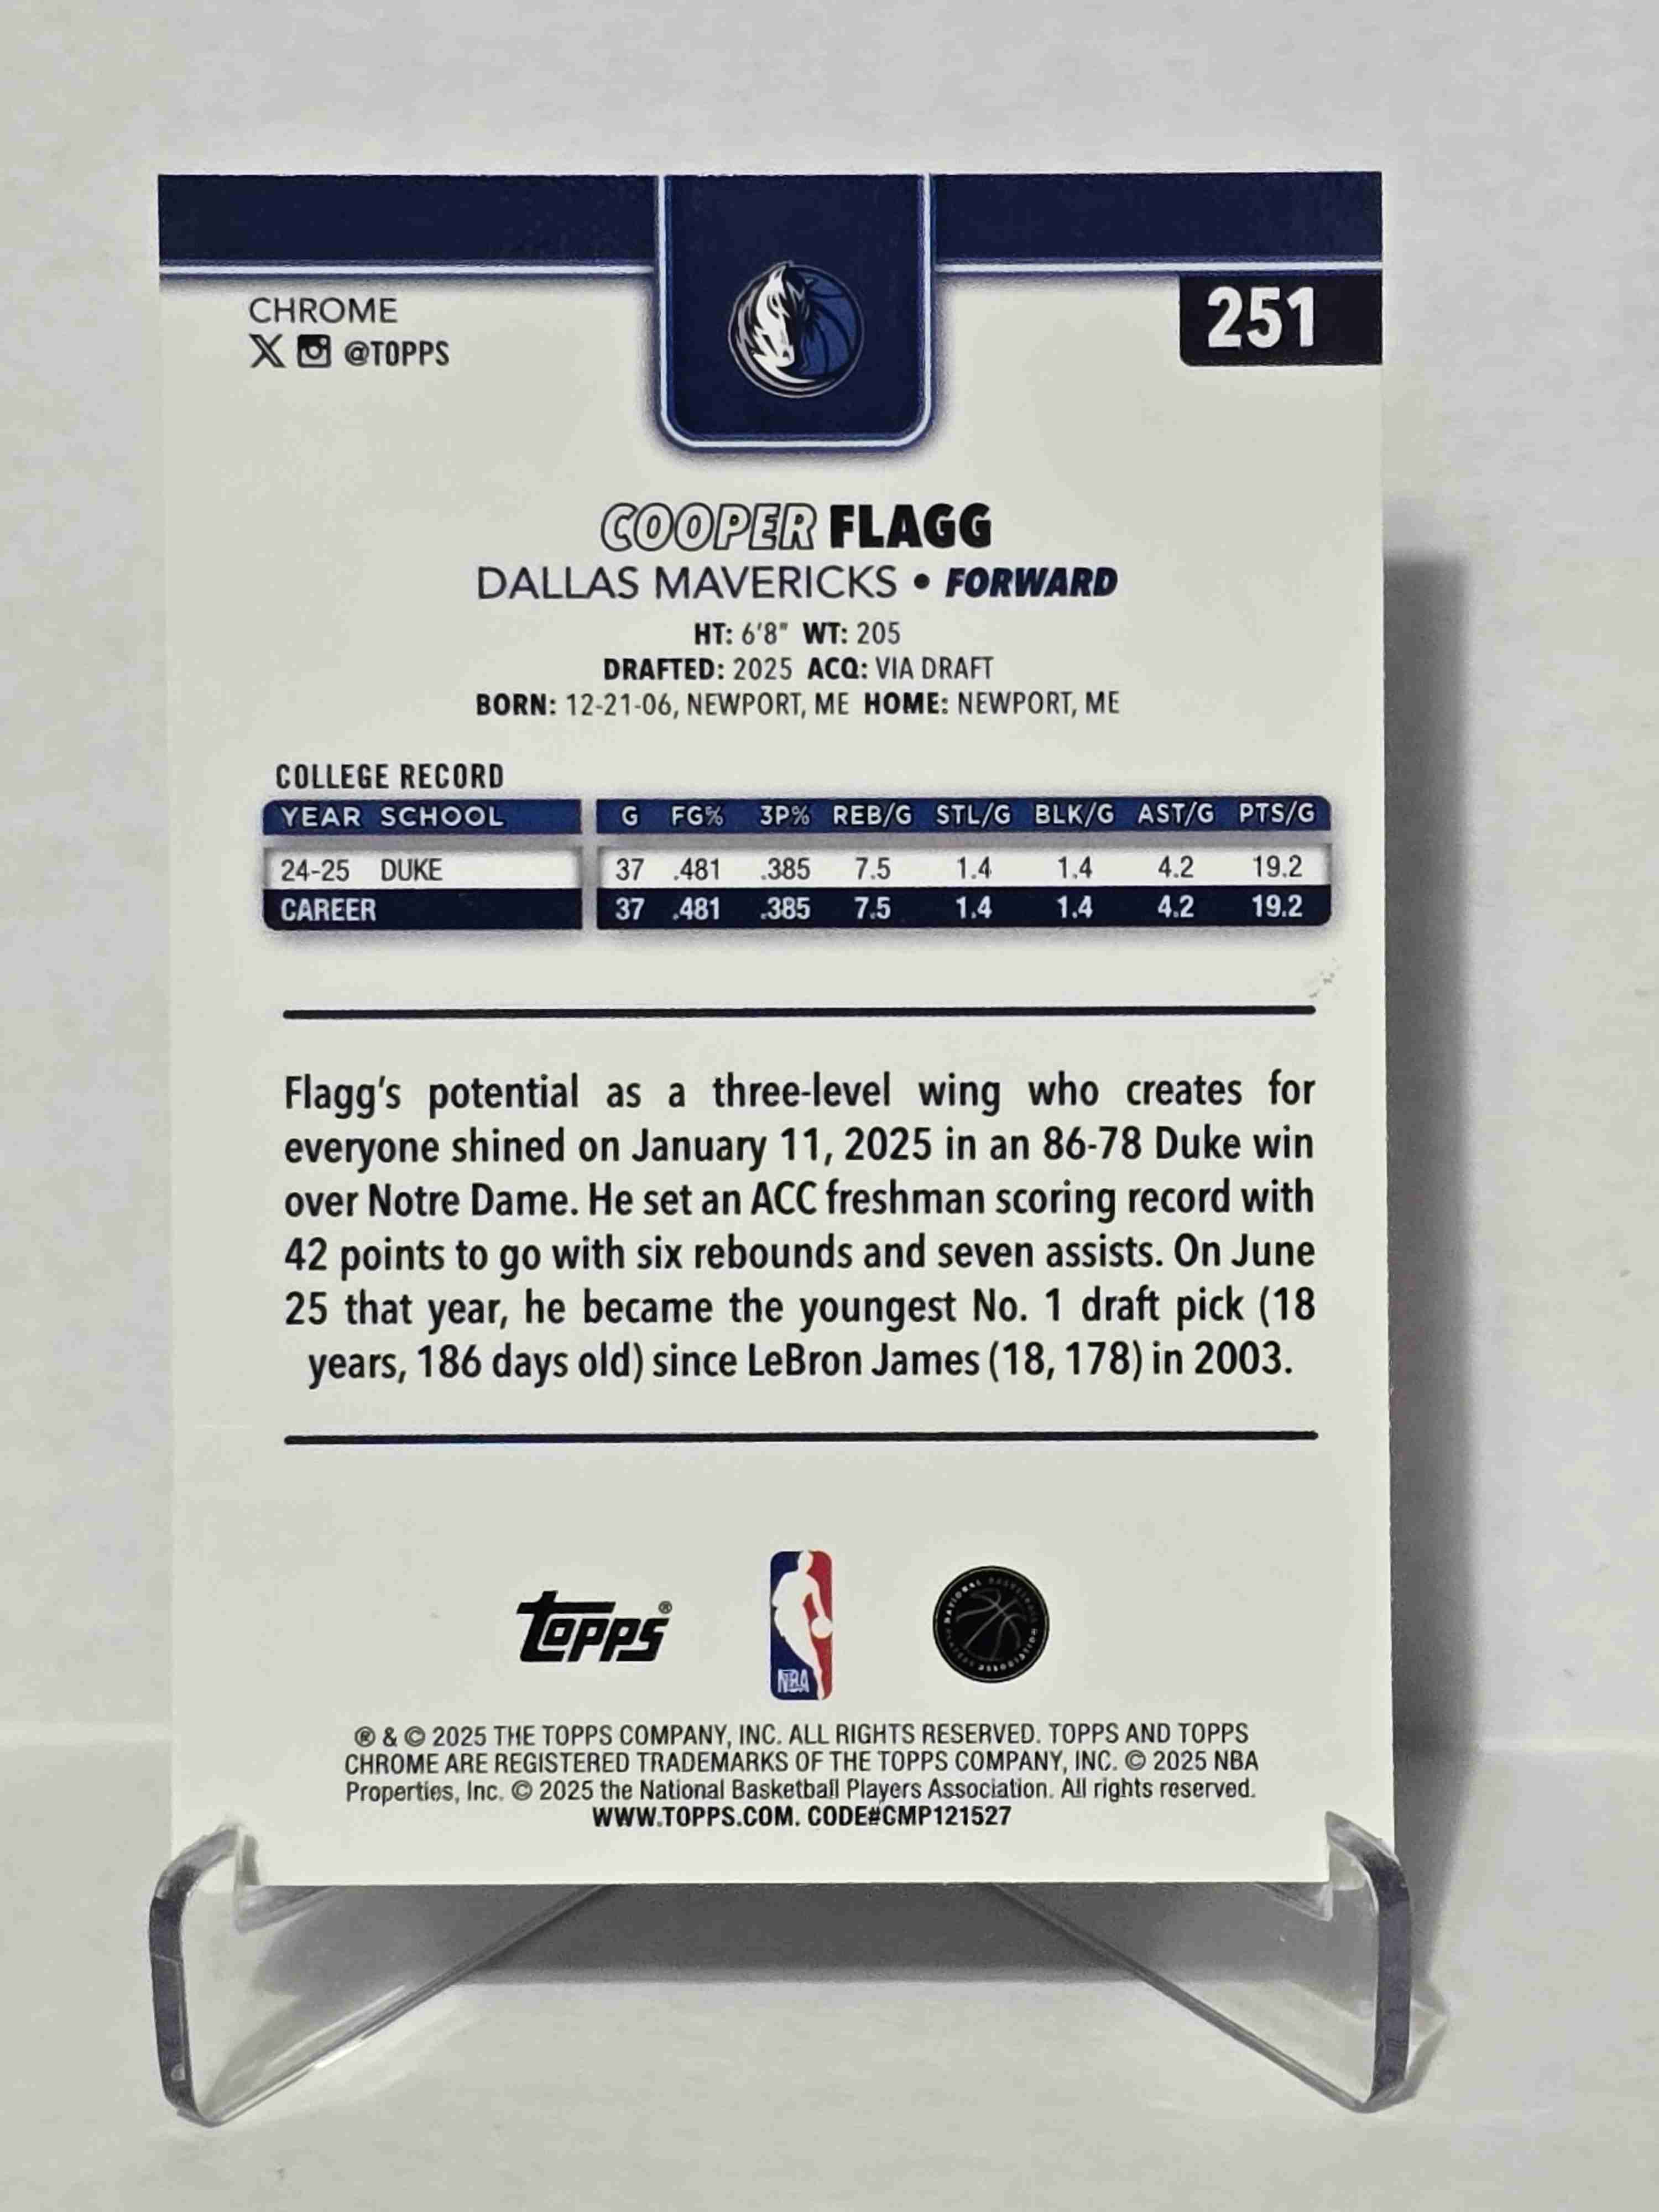 CHROME
251
X @TOPPS
COOPER FLAGG
DALLAS MAVERICKS • FORWARD
HT: 6'8" WT: 205
DRAFTED: 2025 ACQ: VIA DRAFT
BORN: 12-21-06, NEWPORT, ME HOME: NEWPORT, ME
COLLEGE RECORD
YEAR SCHOOL G FG% 3P% REB/G STL/G BLK/G AST/G PTS/G
24-25 DUKE 37 .481 .385 7.5 1.4 1.4 4.2 19.2
CAREER 37 .481 .385 7.5 1.4 1.4 4.2 19.2
Flagg's potential as a three-level wing who creates for
everyone shined on January 11, 2025 in an 86-78 Duke win
over Notre Dame. He set an ACC freshman scoring record with
42 points to go with six rebounds and seven assists. On June
25 that year, he became the youngest No. 1 draft pick (18
years, 186 days old) since LeBron James (18, 178) in 2003.
topps®
NBA
NATIONAL BASKETBALL PLAYERS ASSOCIATION
® & © 2025 THE TOPPS COMPANY, INC. ALL RIGHTS RESERVED. TOPPS AND TOPPS
CHROME ARE REGISTERED TRADEMARKS OF THE TOPPS COMPANY, INC. © 2025 NBA
Properties, Inc. © 2025 the National Basketball Players Association. All rights reserved.
WWW.TOPPS.COM. CODE#CMP121527